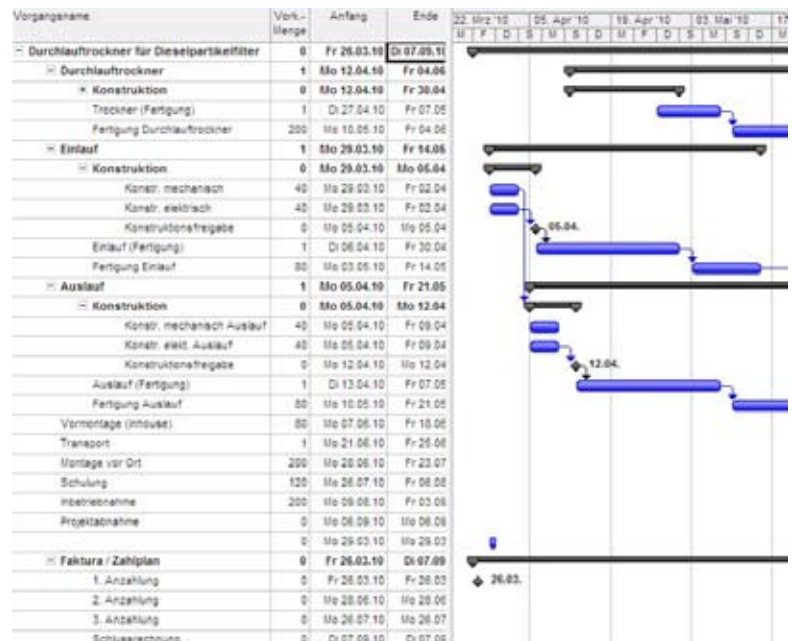 Vorgangsname Vork.- Menge Anfang Ende 22. Mrz '10 05. Apr '10 19. Apr '10 03. Mai '10 17
M F D S M D F S M D M
Durchlauftrockner für Dieselpartikelfilter 0 Fr 26.03.10 Di 07.09.10
Durchlauftrockner 1 Mo 12.04.10 Fr 04.06
Konstruktion 0 Mo 12.04.10 Fr 30.04
Trockner (Fertigung) 1 Di 27.04.10 Fr 07.05
Fertigung Durchlauftrockner 200 Mo 10.05.10 Fr 04.06
Einlauf 1 Mo 29.03.10 Fr 14.05
Konstruktion 0 Mo 29.03.10 Mo 05.04
Konstr. mechanisch 40 Mo 29.03.10 Fr 02.04
Konstr. elektrisch 40 Mo 29.03.10 Fr 02.04
Konstruktionsfreigabe 0 Mo 05.04.10 Mo 05.04 05.04.
Einlauf (Fertigung) 1 Di 06.04.10 Fr 30.04
Fertigung Einlauf 80 Mo 03.05.10 Fr 14.05
Auslauf 1 Mo 05.04.10 Fr 21.05
Konstruktion 0 Mo 05.04.10 Mo 12.04
Konstr. mechanisch Auslauf 40 Mo 05.04.10 Fr 09.04
Konstr. elekt. Auslauf 40 Mo 05.04.10 Fr 09.04
Konstruktionsfreigabe 0 Mo 12.04.10 Mo 12.04 12.04.
Auslauf (Fertigung) 1 Di 13.04.10 Fr 07.05
Fertigung Auslauf 80 Mo 10.05.10 Fr 21.05
Vormontage (Inhouse) 80 Mo 07.06.10 Fr 18.06
Transport 1 Mo 21.06.10 Fr 25.06
Montage vor Ort 200 Mo 28.06.10 Fr 23.07
Schulung 120 Mo 26.07.10 Fr 06.08
Inbetriebnahme 200 Mo 09.08.10 Fr 03.09
Projektabnahme 0 Mo 06.09.10 Mo 06.09
0 Mo 29.03.10 Mo 29.03
Faktura / Zahlplan 0 Fr 26.03.10 Di 07.09
1. Anzahlung 0 Fr 26.03.10 Fr 26.03 26.03.
2. Anzahlung 0 Mo 28.06.10 Mo 28.06
3. Anzahlung 0 Mo 26.07.10 Mo 26.07
Schlussrechnung 0 Di 07.09.10 Di 07.09